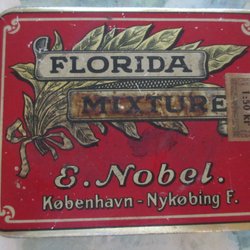 FLORIDA
MIXTURE
E. Nobel.
København - Nykøbing F.